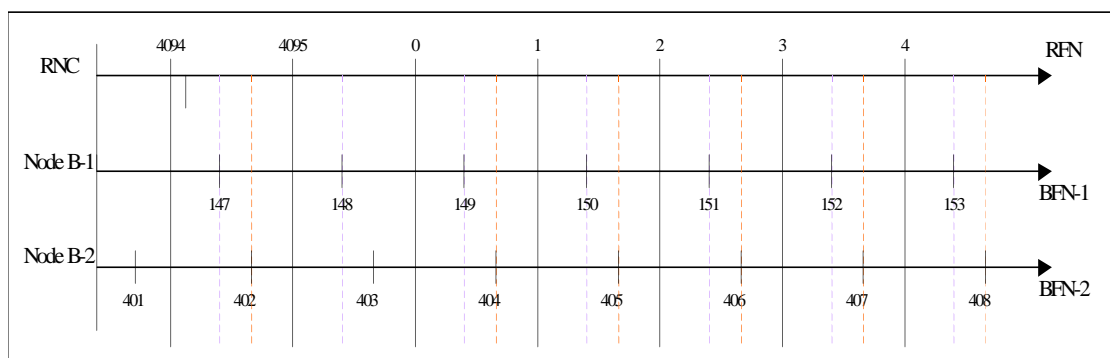 4094 4095 0 1 2 3 4 RFN
RNC
Node B-1
147 148 149 150 151 152 153 BFN-1
Node B-2
401 402 403 404 405 406 407 408 BFN-2